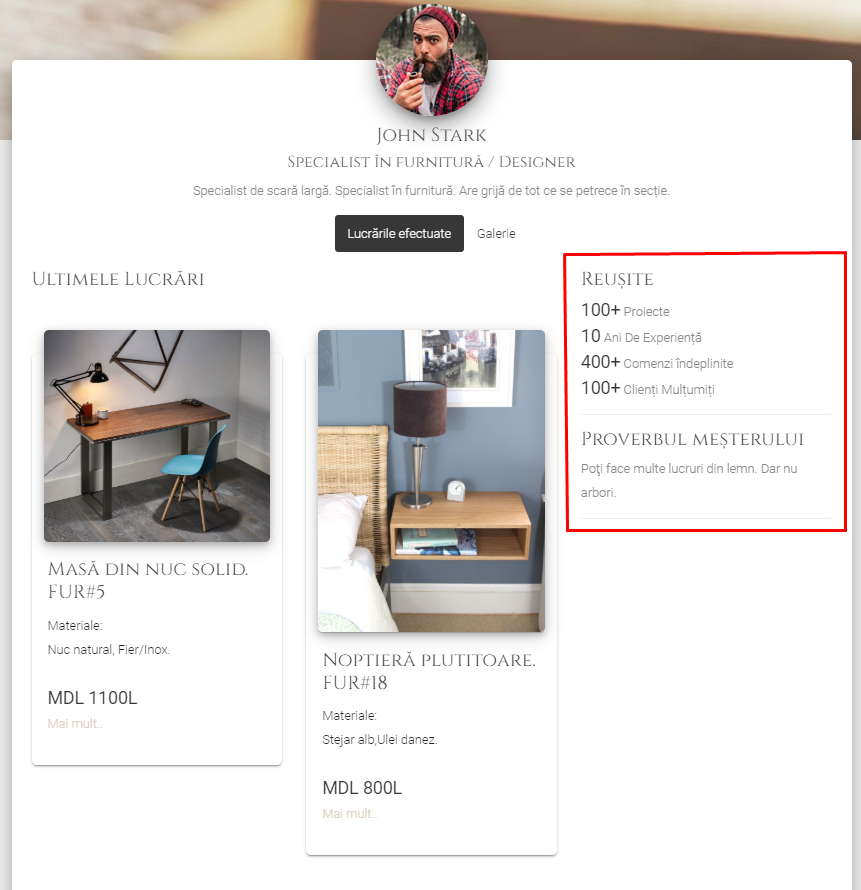 John Stark
Specialist în furnitură / Designer
Specialist de scară largă. Specialist în furnitură. Are grijă de tot ce se petrece în secție.
Lucrările efectuate
Galerie
Ultimele Lucrări
Masă din nuc solid.
FUR#5
Materiale:
Nuc natural, Fier/Inox.
MDL 1100L
Mai mult..
Noptieră plutitoare.
FUR#18
Materiale:
Stejar alb,Ulei danez.
MDL 800L
Mai mult..
Reușite
100+ Proiecte
10 Ani De Experiență
400+ Comenzi îndeplinite
100+ Clienți Mulțumiți
Proverbul meșterului
Poți face multe lucruri din lemn. Dar nu
arbori.